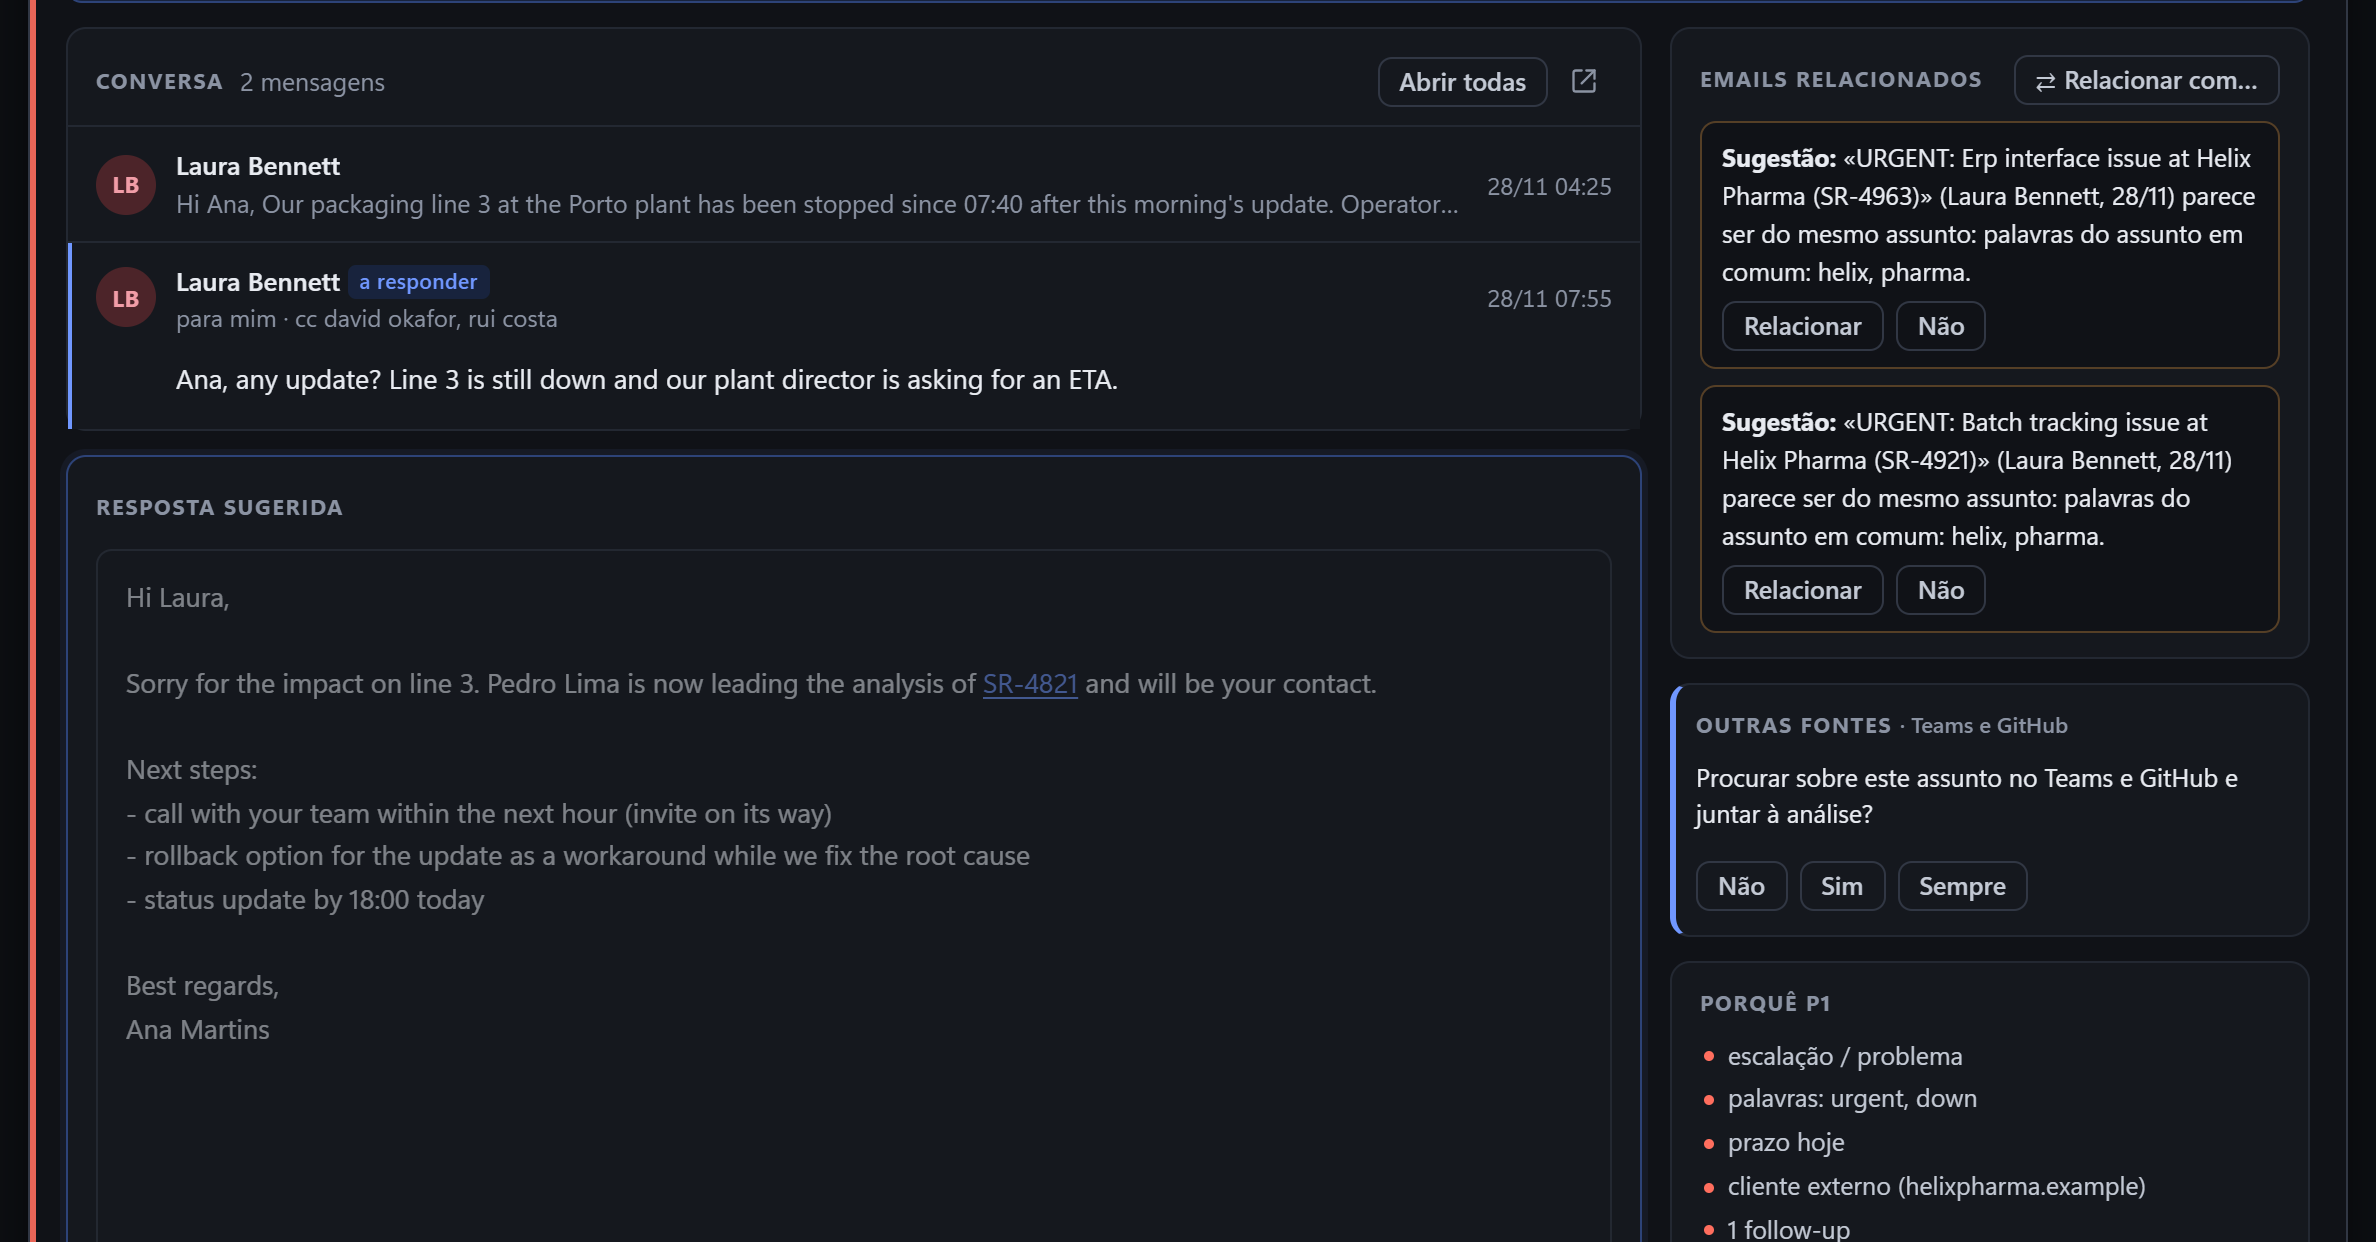 CONVERSA 2 mensagens
Abrir todas
LB
Laura Bennett
Hi Ana, Our packaging line 3 at the Porto plant has been stopped since 07:40 after this morning's update. Operator...
28/11 04:25
LB
Laura Bennett a responder
para mim · cc david okafor, rui costa
28/11 07:55
Ana, any update? Line 3 is still down and our plant director is asking for an ETA.
RESPOSTA SUGERIDA
Hi Laura,
Sorry for the impact on line 3. Pedro Lima is now leading the analysis of SR-4821 and will be your contact.
Next steps:
- call with your team within the next hour (invite on its way)
- rollback option for the update as a workaround while we fix the root cause
- status update by 18:00 today
Best regards,
Ana Martins
EMAILS RELACIONADOS
⇄ Relacionar com...
Sugestão: «URGENT: Erp interface issue at Helix
Pharma (SR-4963)» (Laura Bennett, 28/11) parece
ser do mesmo assunto: palavras do assunto em
comum: helix, pharma.
Relacionar Não
Sugestão: «URGENT: Batch tracking issue at
Helix Pharma (SR-4921)» (Laura Bennett, 28/11)
parece ser do mesmo assunto: palavras do
assunto em comum: helix, pharma.
Relacionar Não
OUTRAS FONTES · Teams e GitHub
Procurar sobre este assunto no Teams e GitHub e
juntar à análise?
Não Sim Sempre
PORQUÊ P1
escalação / problema
palavras: urgent, down
prazo hoje
cliente externo (helixpharma.example)
1 follow-up